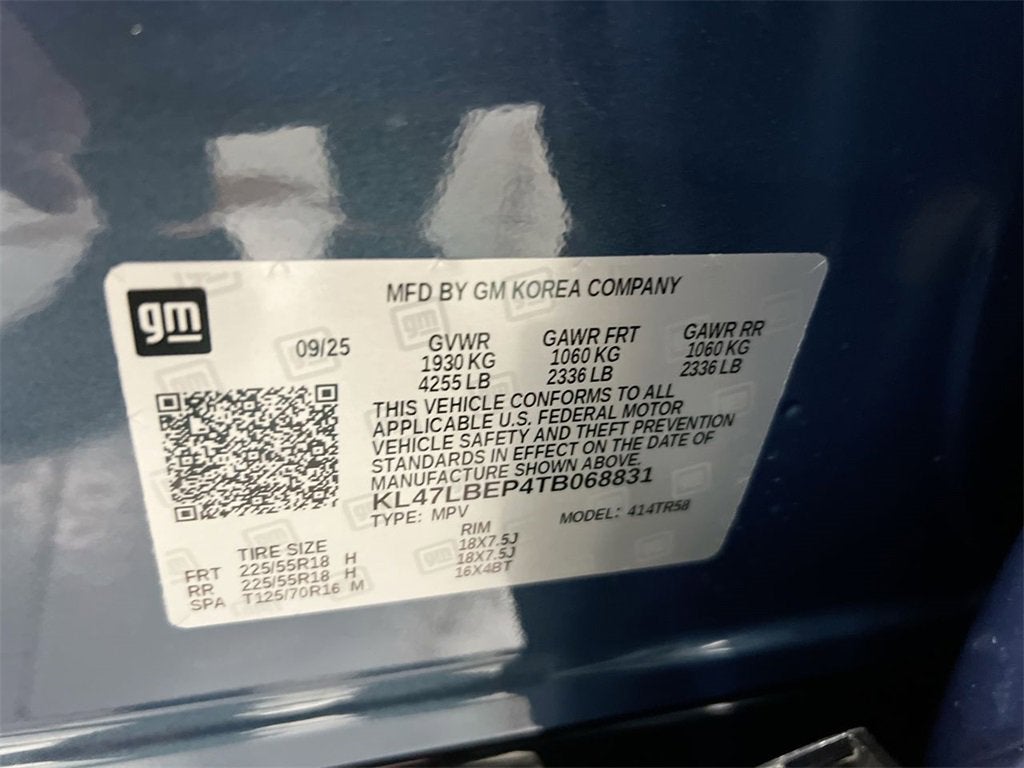 MFD BY GM KOREA COMPANY
gm
09/25
GVWR GAWR FRT GAWR RR
1930 KG 1060 KG 1060 KG
4255 LB 2336 LB 2336 LB
THIS VEHICLE CONFORMS TO ALL
APPLICABLE U.S. FEDERAL MOTOR
VEHICLE SAFETY AND THEFT PREVENTION
STANDARDS IN EFFECT ON THE DATE OF
MANUFACTURE SHOWN ABOVE.
KL47LBEP4TB068831
TYPE: MPV MODEL: 414TR58
TIRE SIZE RIM
FRT 225/55R18 H 18X7.5J
RR 225/55R18 H 18X7.5J
SPA T125/70R16 M 16X4BT